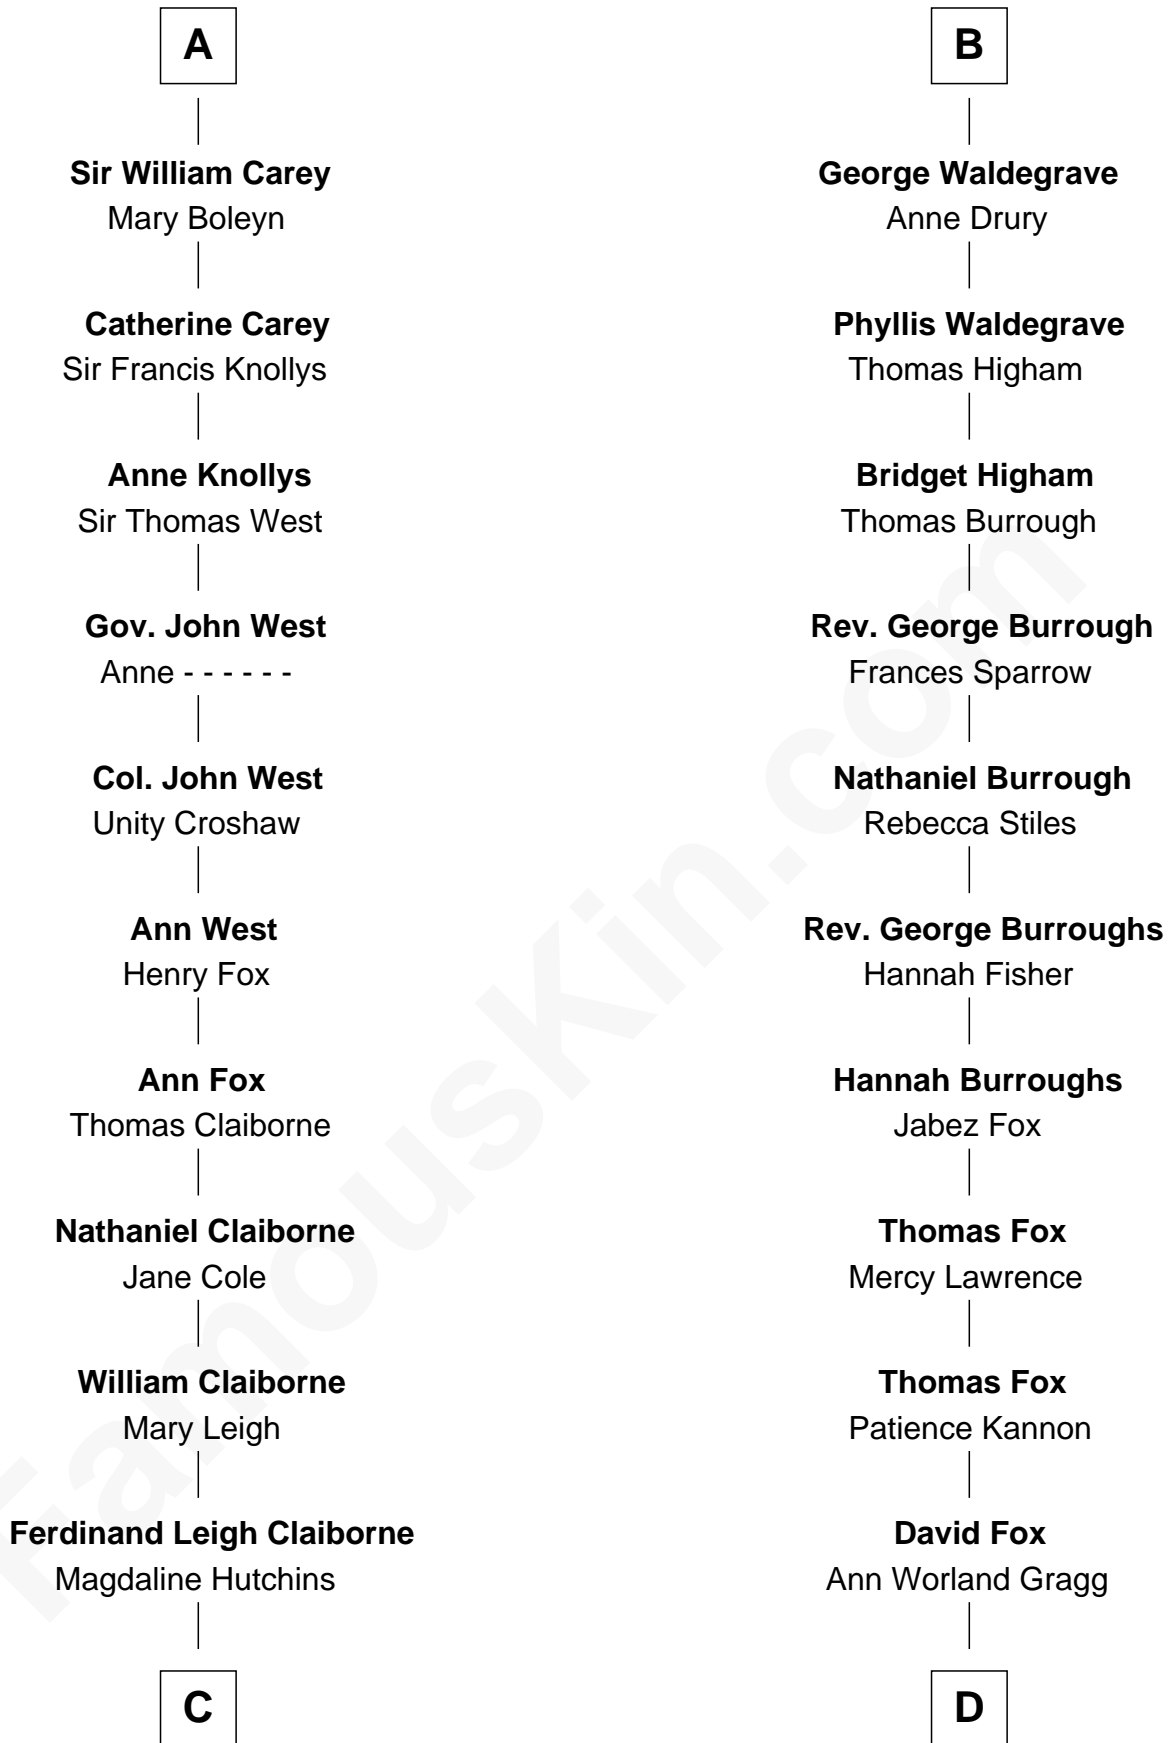 A
Sir William Carey
Mary Boleyn
Catherine Carey
Sir Francis Knollys
Anne Knollys
Sir Thomas West
Gov. John West
Anne - - - - - -
Col. John West
Unity Croshaw
Ann West
Henry Fox
Ann Fox
Thomas Claiborne
Nathaniel Claiborne
Jane Cole
William Claiborne
Mary Leigh
Ferdinand Leigh Claiborne
Magdaline Hutchins
C
B
George Waldegrave
Anne Drury
Phyllis Waldegrave
Thomas Higham
Bridget Higham
Thomas Burrough
Rev. George Burrough
Frances Sparrow
Nathaniel Burrough
Rebecca Stiles
Rev. George Burroughs
Hannah Fisher
Hannah Burroughs
Jabez Fox
Thomas Fox
Mercy Lawrence
Thomas Fox
Patience Kannon
David Fox
Ann Worland Gragg
D
FamousKin.com